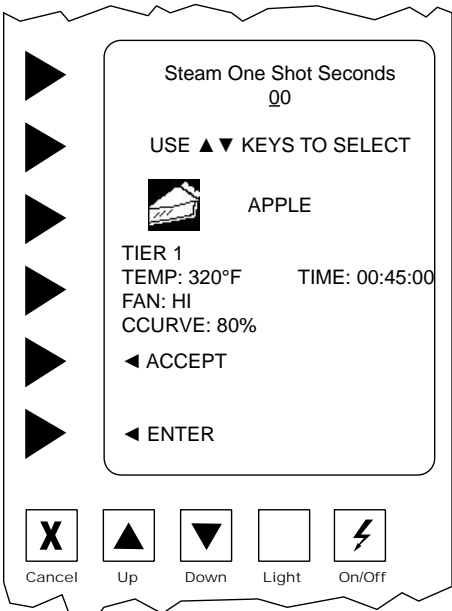 Steam One Shot Seconds
00
USE ▲▼ KEYS TO SELECT
APPLE
TIER 1
TEMP: 320°F TIME: 00:45:00
FAN: HI
CCURVE: 80%
◄ ACCEPT
◄ ENTER
X
Cancel Up Down Light On/Off